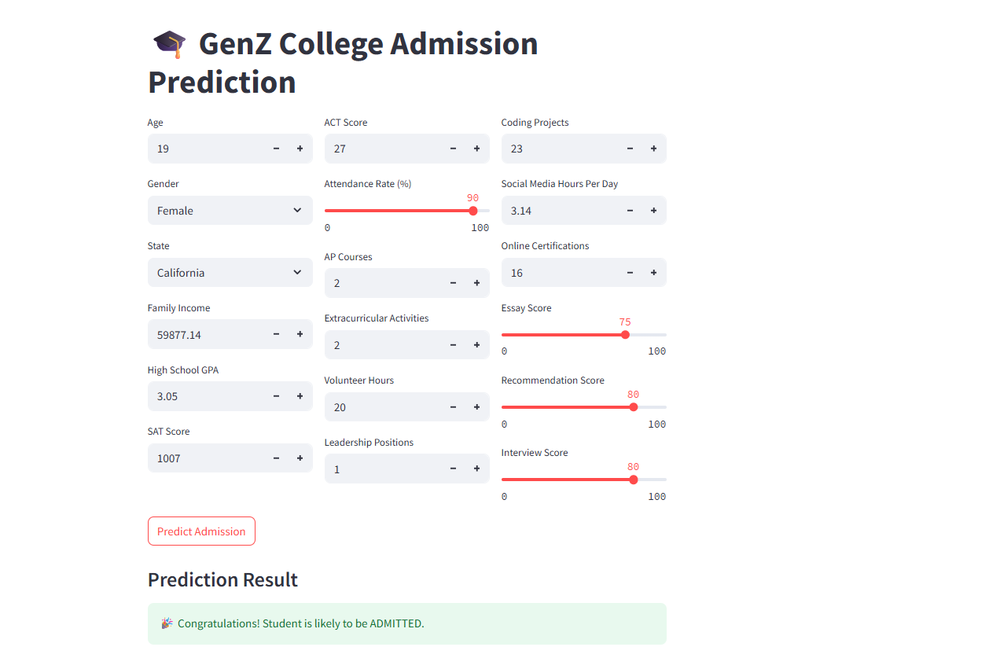 🎓 GenZ College Admission
Prediction
Age
19
Gender
Female
State
California
Family Income
59877.14
High School GPA
3.05
SAT Score
1007
ACT Score
27
Attendance Rate (%)
90
0 100
AP Courses
2
Extracurricular Activities
2
Volunteer Hours
20
Leadership Positions
1
Coding Projects
23
Social Media Hours Per Day
3.14
Online Certifications
16
Essay Score
75
0 100
Recommendation Score
80
0 100
Interview Score
80
0 100
Predict Admission
Prediction Result
🎉 Congratulations! Student is likely to be ADMITTED.